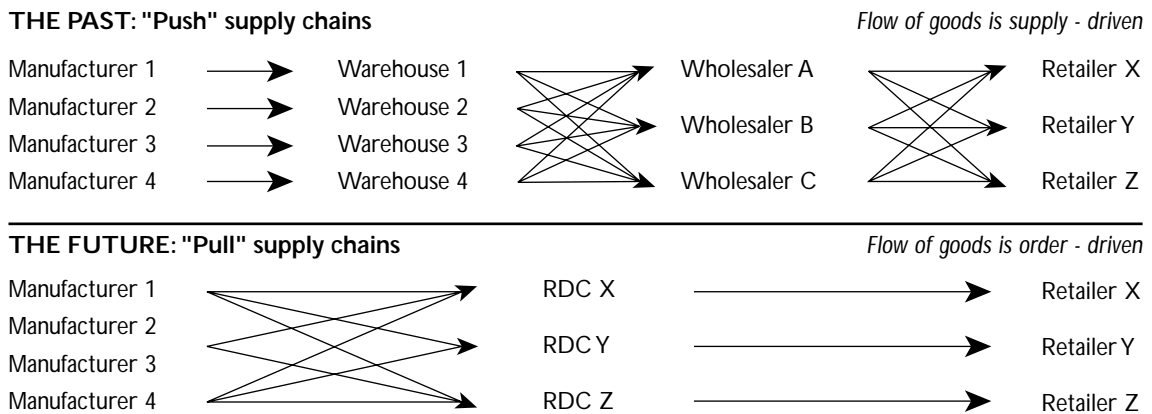 THE PAST: "Push" supply chains Flow of goods is supply - driven
Manufacturer 1 Warehouse 1 Wholesaler A Retailer X
Manufacturer 2 Warehouse 2 Wholesaler B Retailer Y
Manufacturer 3 Warehouse 3 Wholesaler C Retailer Z
Manufacturer 4 Warehouse 4
THE FUTURE: "Pull" supply chains Flow of goods is order - driven
Manufacturer 1 RDC X Retailer X
Manufacturer 2 RDC Y Retailer Y
Manufacturer 3
Manufacturer 4 RDC Z Retailer Z